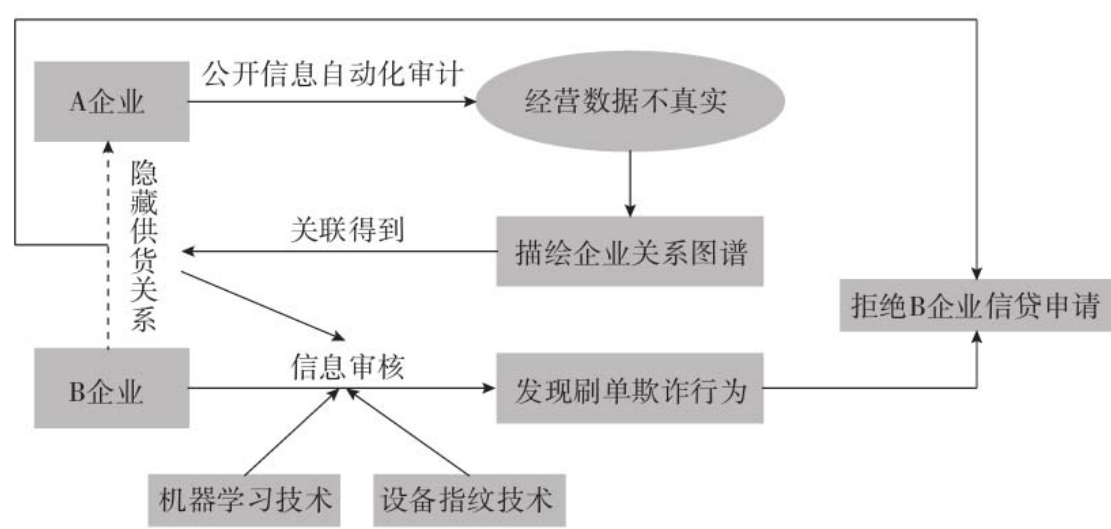 公开信息自动化审计
A企业
经营数据不真实
隐藏供货关系
关联得到
描绘企业关系图谱
拒绝B企业信贷申请
信息审核
B企业
发现刷单欺诈行为
机器学习技术
设备指纹技术